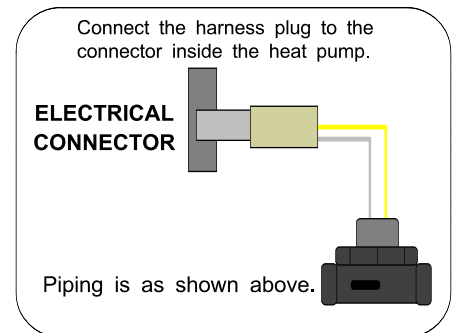 Connect the harness plug to the
connector inside the heat pump.
ELECTRICAL
CONNECTOR
Piping is as shown above.